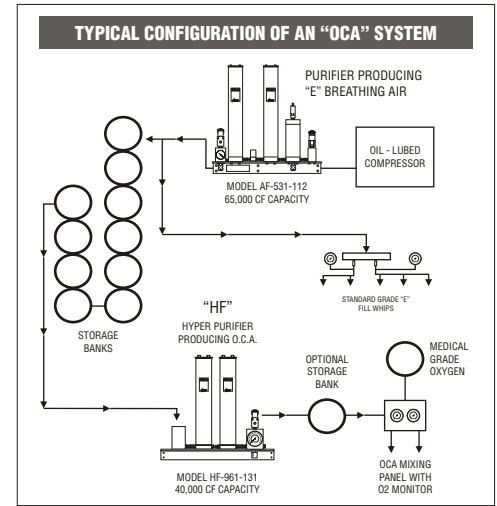 TYPICAL CONFIGURATION OF AN “OCA” SYSTEM
PURIFIER PRODUCING
“E” BREATHING AIR
OIL - LUBED
COMPRESSOR
MODEL AF-531-112
65,000 CF CAPACITY
STANDARD GRADE “E”
FILL WHIPS
STORAGE
BANKS
“HF”
HYPER PURIFIER
PRODUCING O.C.A.
OPTIONAL
STORAGE
BANK
MEDICAL
GRADE
OXYGEN
MODEL HF-961-131
40,000 CF CAPACITY
OCA MIXING
PANEL WITH
O2 MONITOR